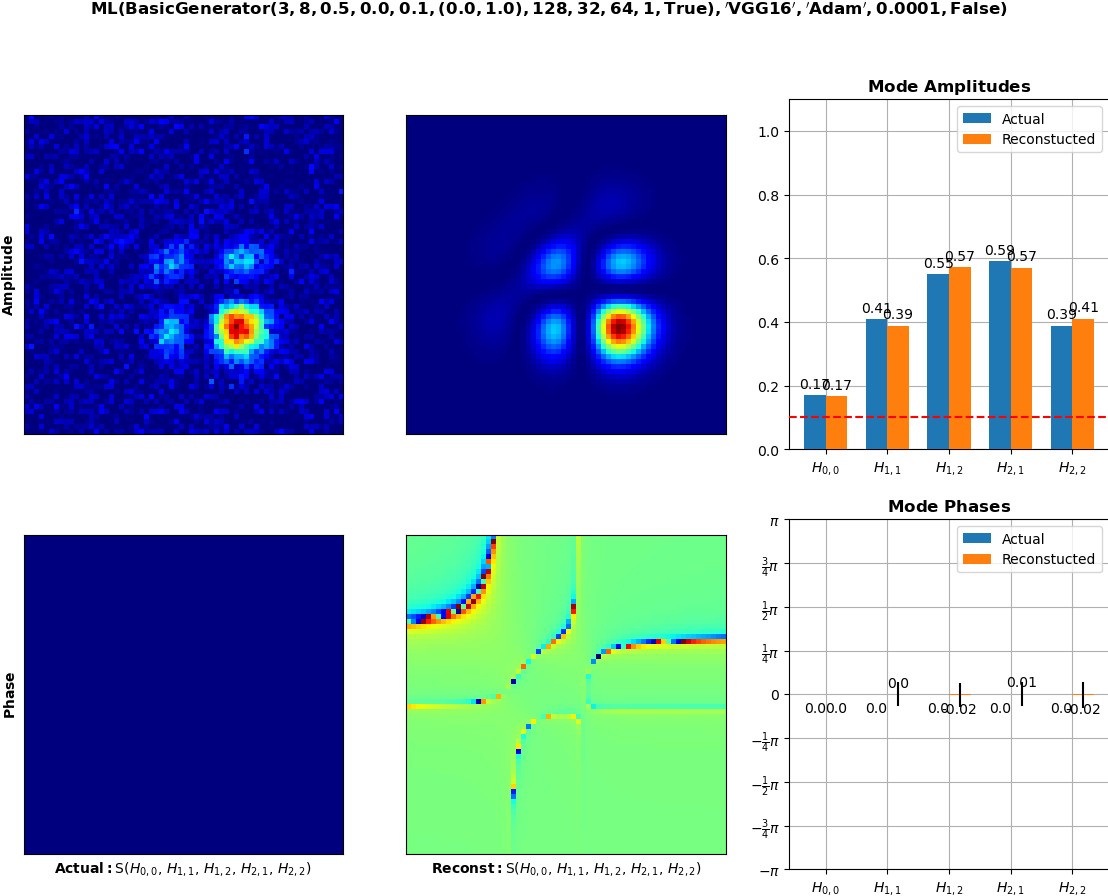 ML(BasicGenerator(3, 8, 0.5, 0.0, 0.1, (0.0, 1.0), 128, 32, 64, 1, True), ′VGG16′, ′Adam′, 0.0001, False)
Amplitude
Mode Amplitudes
Actual
Reconstucted
1.0
0.8
0.6
0.4
0.2
0.0
0.17
0.17
0.41
0.39
0.55
0.57
0.59
0.57
0.39
0.41
H0,0 H1,1 H1,2 H2,1 H2,2
Phase
Mode Phases
Actual
Reconstucted
π
3/4π
1/2π
1/4π
0
−1/4π
−1/2π
−3/4π
−π
0.0
0.0
0.0
0.0
0.0
-0.02
0.0
0.01
0.0
-0.02
H0,0 H1,1 H1,2 H2,1 H2,2
Actual: S(H0,0, H1,1, H1,2, H2,1, H2,2)
Reconst: S(H0,0, H1,1, H1,2, H2,1, H2,2)